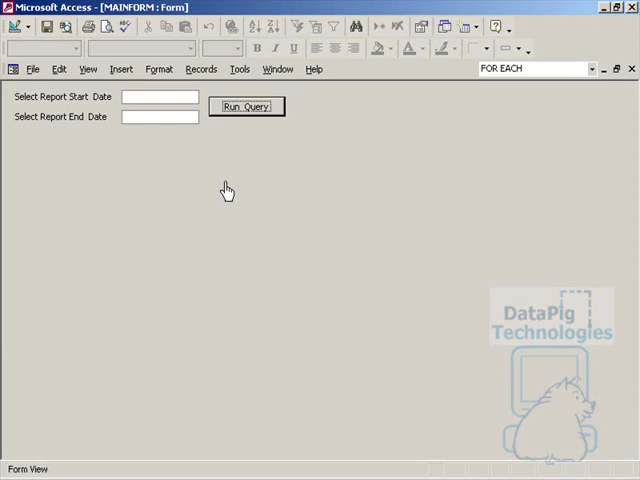 Microsoft Access - [MAINFORM : Form]
File Edit View Insert Format Records Tools Window Help FOR EACH
Select Report Start Date
Run Query
Select Report End Date
DataPig
Technologies
Form View